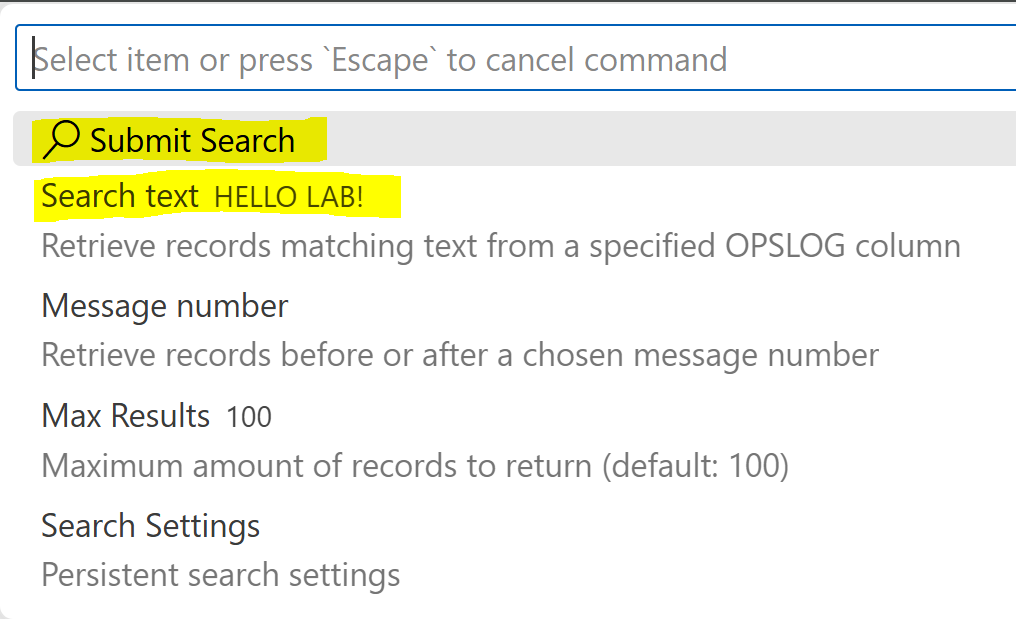 Select item or press `Escape` to cancel command
Submit Search
Search text HELLO LAB!
Retrieve records matching text from a specified OPSLOG column
Message number
Retrieve records before or after a chosen message number
Max Results 100
Maximum amount of records to return (default: 100)
Search Settings
Persistent search settings